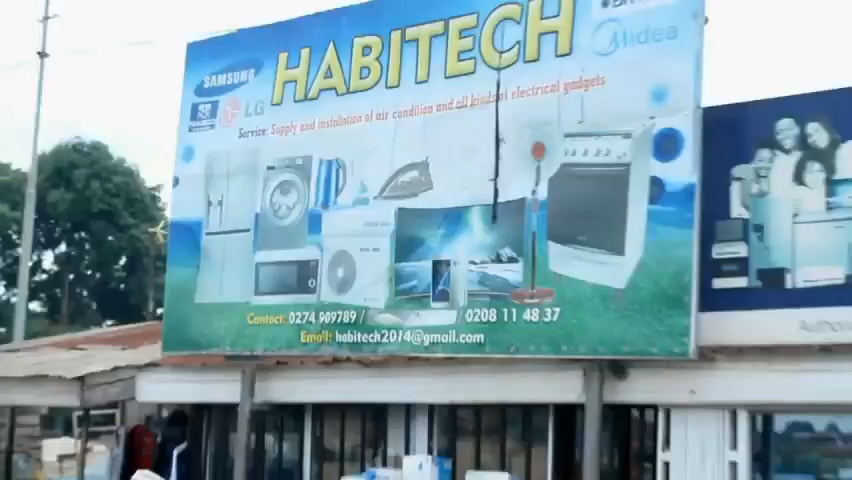 SAMSUNG
HABITECH
Midea
LG
Service: Supply and installation of air condition and all kinds of electrical gadgets
Contact: 0274 909789 / 0208 11 48 37
Email: habitech2014@gmail.com